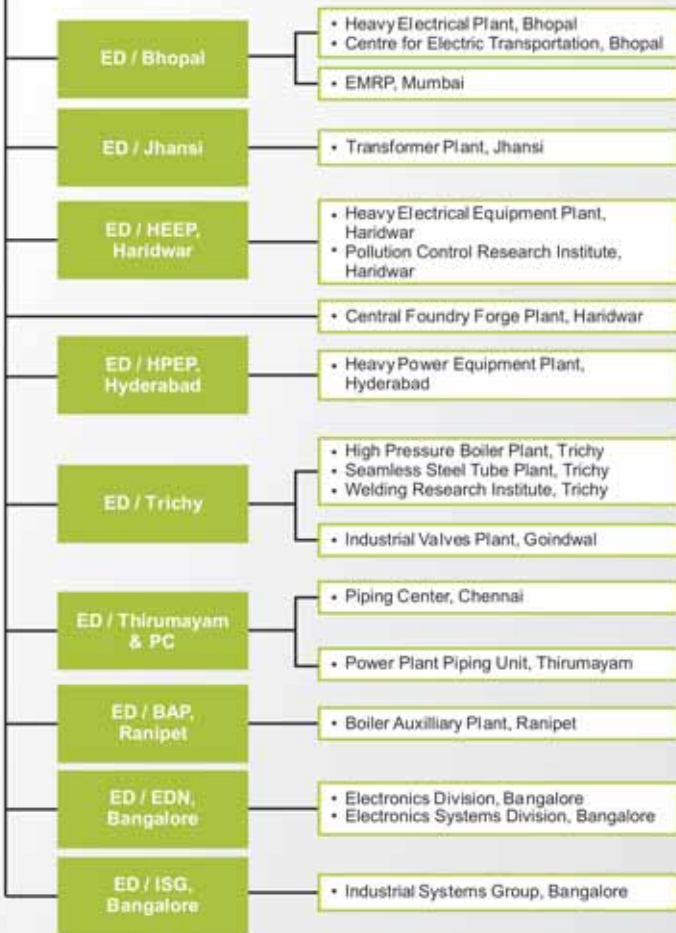 ED / Bhopal
• Heavy Electrical Plant, Bhopal
• Centre for Electric Transportation, Bhopal
• EMRP, Mumbai
ED / Jhansi
• Transformer Plant, Jhansi
ED / HEEP,
Haridwar
• Heavy Electrical Equipment Plant,
Haridwar
• Pollution Control Research Institute,
Haridwar
• Central Foundry Forge Plant, Haridwar
ED / HPEP,
Hyderabad
• Heavy Power Equipment Plant,
Hyderabad
ED / Trichy
• High Pressure Boiler Plant, Trichy
• Seamless Steel Tube Plant, Trichy
• Welding Research Institute, Trichy
• Industrial Valves Plant, Goindwal
ED / Thirumayam
& PC
• Piping Center, Chennai
• Power Plant Piping Unit, Thirumayam
ED / BAP,
Ranipet
• Boiler Auxilliary Plant, Ranipet
ED / EDN,
Bangalore
• Electronics Division, Bangalore
• Electronics Systems Division, Bangalore
ED / ISG,
Bangalore
• Industrial Systems Group, Bangalore